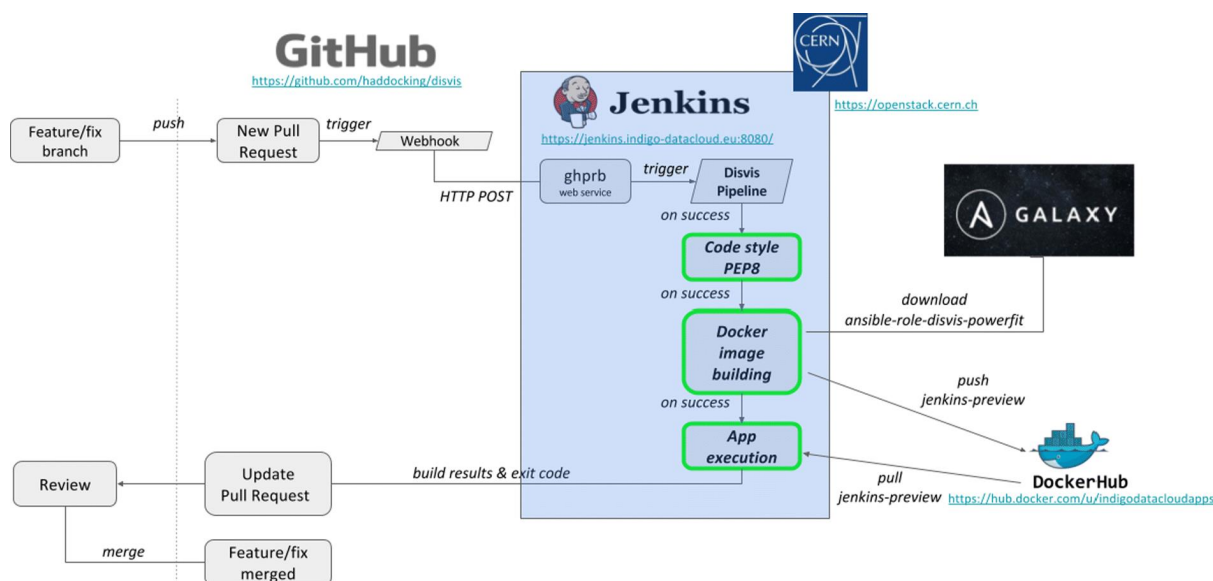 GitHub
https://github.com/haddocking/disvis
CERN
https://openstack.cern.ch
Jenkins
https://jenkins.indigo-datacloud.eu:8080/
Feature/fix
branch
push
New Pull
Request
trigger
Webhook
HTTP POST
ghprb
web service
trigger
Disvis
Pipeline
on success
Code style
PEP8
on success
Docker
image
building
on success
App
execution
A GALAXY
download
ansible-role-disvis-powerfit
push
jenkins-preview
pull
jenkins-preview
DockerHub
https://hub.docker.com/u/indigodatacloudapps
build results & exit code
Update
Pull Request
Review
merge
Feature/fix
merged